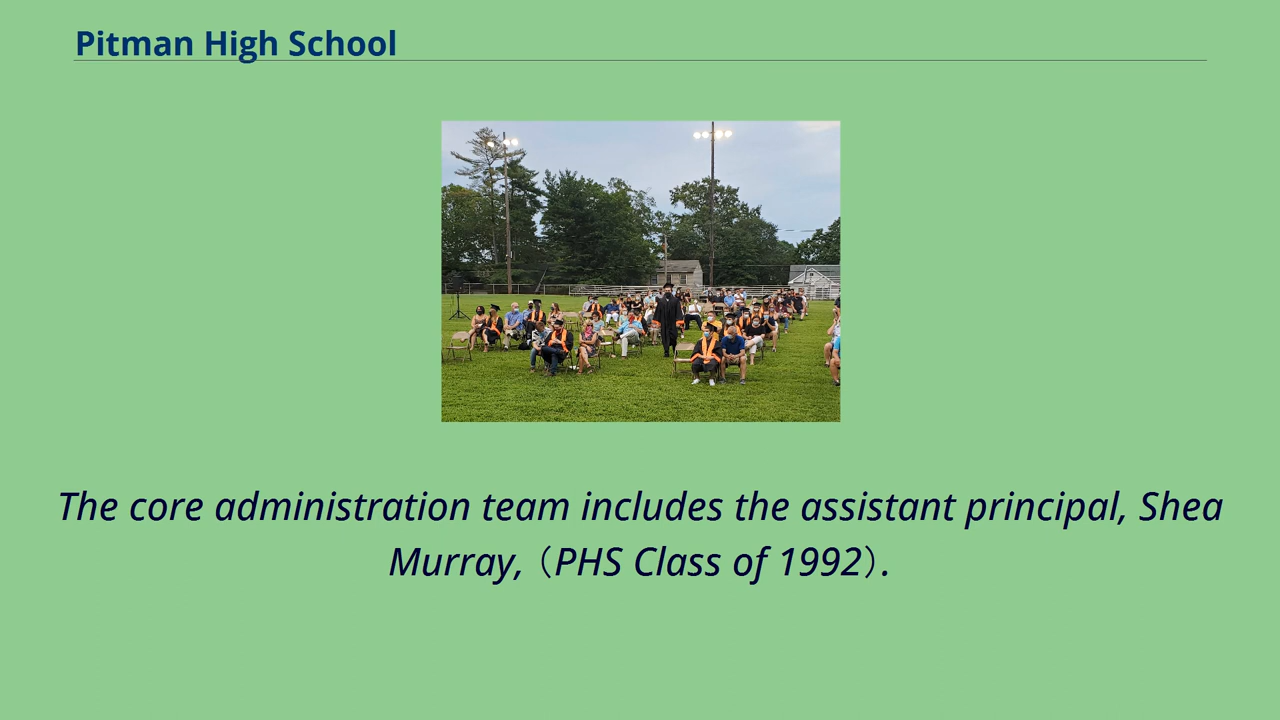 Pitman High School
The core administration team includes the assistant principal, Shea
Murray,（PHS Class of 1992）.